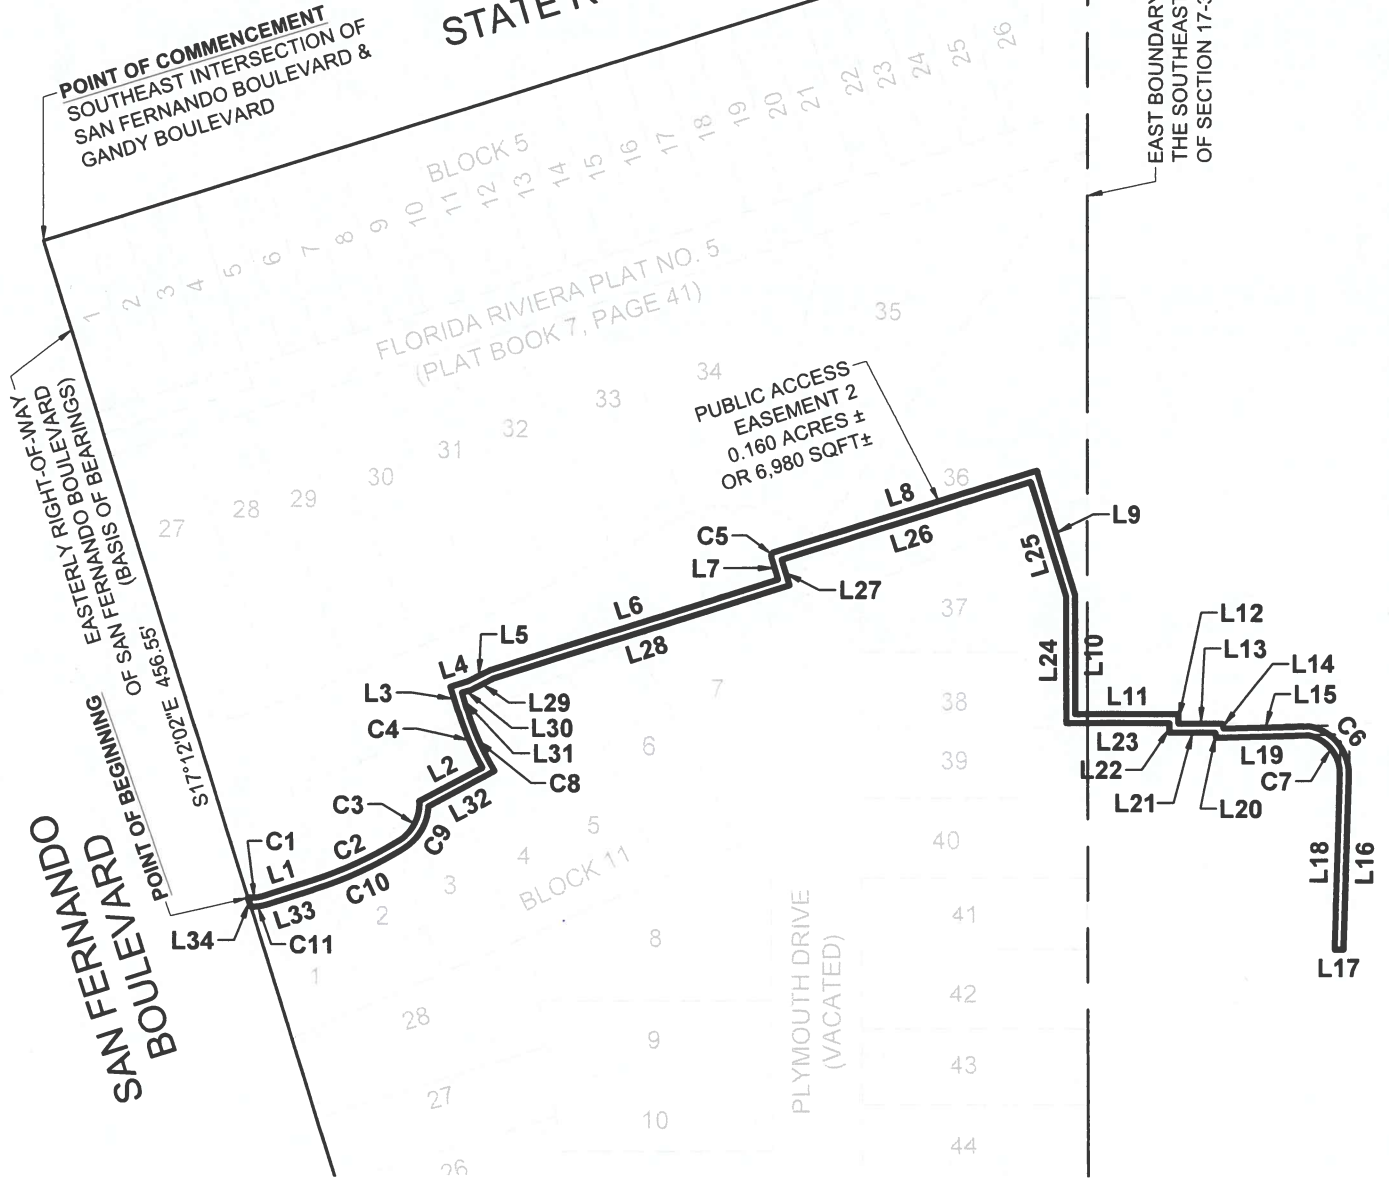 STATE R
POINT OF COMMENCEMENT
SOUTHEAST INTERSECTION OF
SAN FERNANDO BOULEVARD &
GANDY BOULEVARD
EAST BOUNDARY
THE SOUTHEAST
OF SECTION 17-3
BLOCK 5
1
2
3
4
5
6
7
8
9
10
11
12
13
14
15
16
17
18
19
20
21
22
23
24
25
26
FLORIDA RIVIERA PLAT NO. 5
(PLAT BOOK 7, PAGE 41)
EASTERLY RIGHT-OF-WAY
OF SAN FERNANDO BOULEVARD
(BASIS OF BEARINGS)
S17°12'02"E 456.55'
27
28
29
30
31
32
33
34
35
36
PUBLIC ACCESS
EASEMENT 2
0.160 ACRES ±
OR 6,980 SQFT±
L8
L26
L9
L25
C5
L7
L27
L6
L28
L5
L4
L3
L29
L30
L31
C4
C8
L2
L32
C3
C9
C2
C10
C1
L1
L33
L34
C11
POINT OF BEGINNING
SAN FERNANDO
BOULEVARD
L24
L10
L11
L12
L13
L14
L15
C6
L23
L22
L21
L20
L19
C7
L18
L16
L17
37
38
39
40
41
42
43
44
7
6
5
4
3
2
1
BLOCK 11
8
9
10
28
27
26
PLYMOUTH DRIVE
(VACATED)